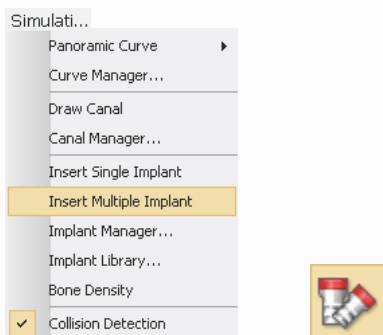 Simulati...
Panoramic Curve
Curve Manager...
Draw Canal
Canal Manager...
Insert Single Implant
Insert Multiple Implant
Implant Manager...
Implant Library...
Bone Density
Collision Detection